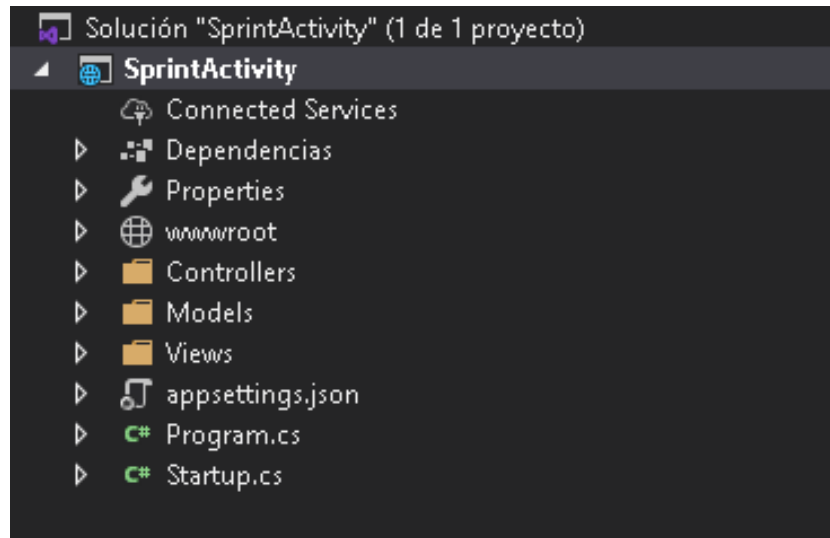 Solución "SprintActivity" (1 de 1 proyecto)
SprintActivity
Connected Services
Dependencias
Properties
wwwroot
Controllers
Models
Views
appsettings.json
C# Program.cs
C# Startup.cs